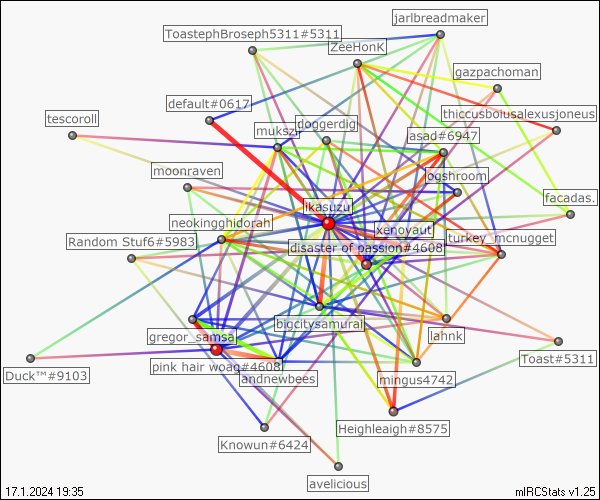 jarlbreadmaker
ToastephBroseph5311#5311
ZeeHonK
gazpachoman
default#0617
thiccusbolusalexusjoneus
tescoroll
doggerdig
mukszi
asad#6947
moonraven
ogshroom
ikasuzu
facadas.
neokingghidorah
xenovaut
turkey_mcnugget
Random Stuf6#5983
disaster of passion#4608
bigcitysamurai
gregor_samsa
lahnk
Toast#5311
pink hair woag#4608
Duck™#9103
andnewbees
mingus4742
Heighleigh#8575
Knowun#6424
avelicious
17.1.2024 19:35
mIRCStats v1.25